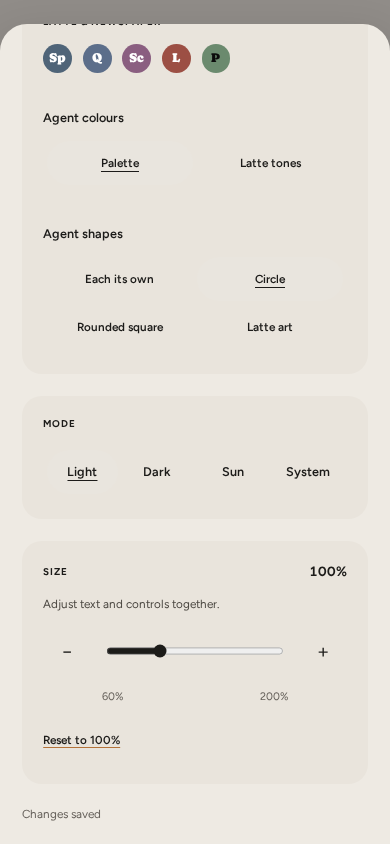 Sp Q Sc L P
Agent colours
Palette Latte tones
Agent shapes
Each its own Circle
Rounded square Latte art
MODE
Light Dark Sun System
SIZE 100%
Adjust text and controls together.
− +
60% 200%
Reset to 100%
Changes saved